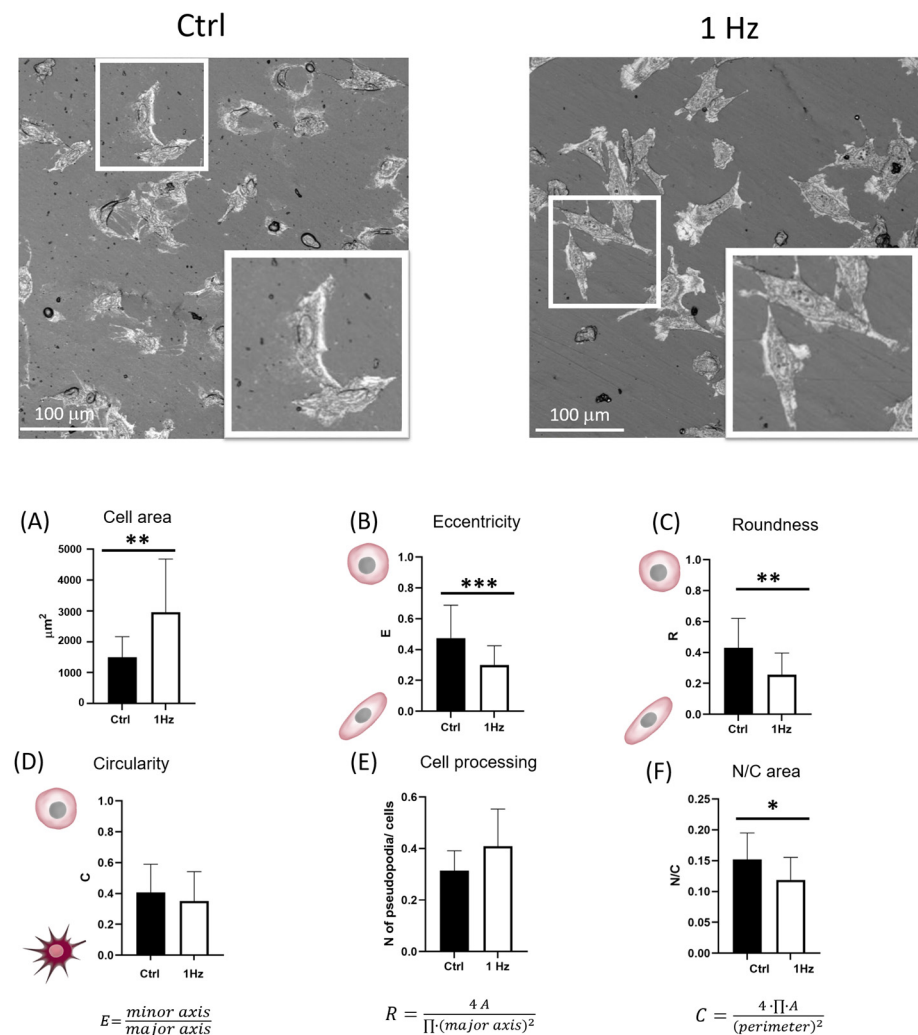 Ctrl 1 Hz
100 μm 100 μm
(A) Cell area
**
5000
4000
3000
2000
1000
0
μm²
Ctrl 1Hz
(B) Eccentricity
***
1.0
0.8
0.6
0.4
0.2
0.0
E
Ctrl 1Hz
(C) Roundness
**
1.0
0.8
0.6
0.4
0.2
0.0
R
Ctrl 1Hz
(D) Circularity
1.0
0.8
0.6
0.4
0.2
0.0
C
Ctrl 1Hz
(E) Cell processing
0.6
0.4
0.2
0.0
N of pseudopodia/ cells
Ctrl 1 Hz
(F) N/C area
*
0.25
0.20
0.15
0.10
0.05
0.00
N/C
Ctrl 1Hz
E= minor axis / major axis
R = 4 A / ∏·(major axis)²
C = 4 ·∏· A / (perimeter)²